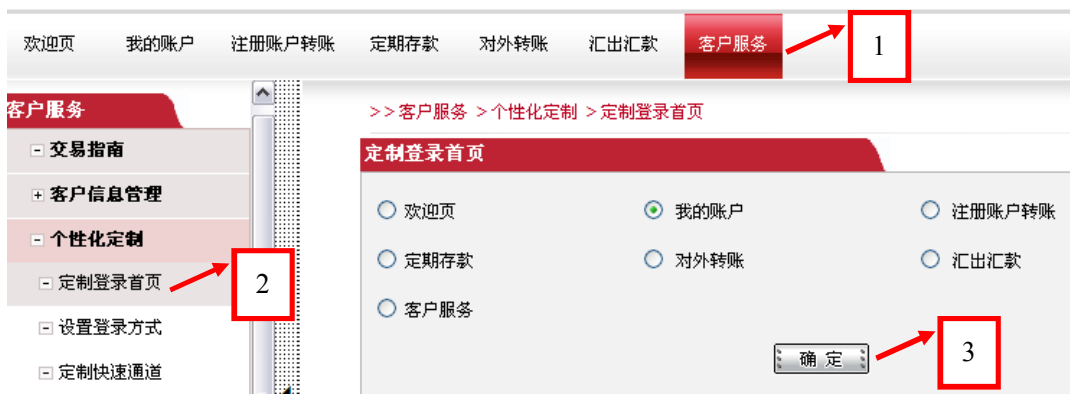 欢迎页 我的账户 注册账户转账 定期存款 对外转账 汇出汇款 客户服务 1
客户服务
交易指南
客户信息管理
个性化定制
定制登录首页 2
设置登录方式
定制快速通道
>>客户服务 >个性化定制 >定制登录首页
定制登录首页
欢迎页 我的账户 注册账户转账
定期存款 对外转账 汇出汇款
客户服务
确 定 3